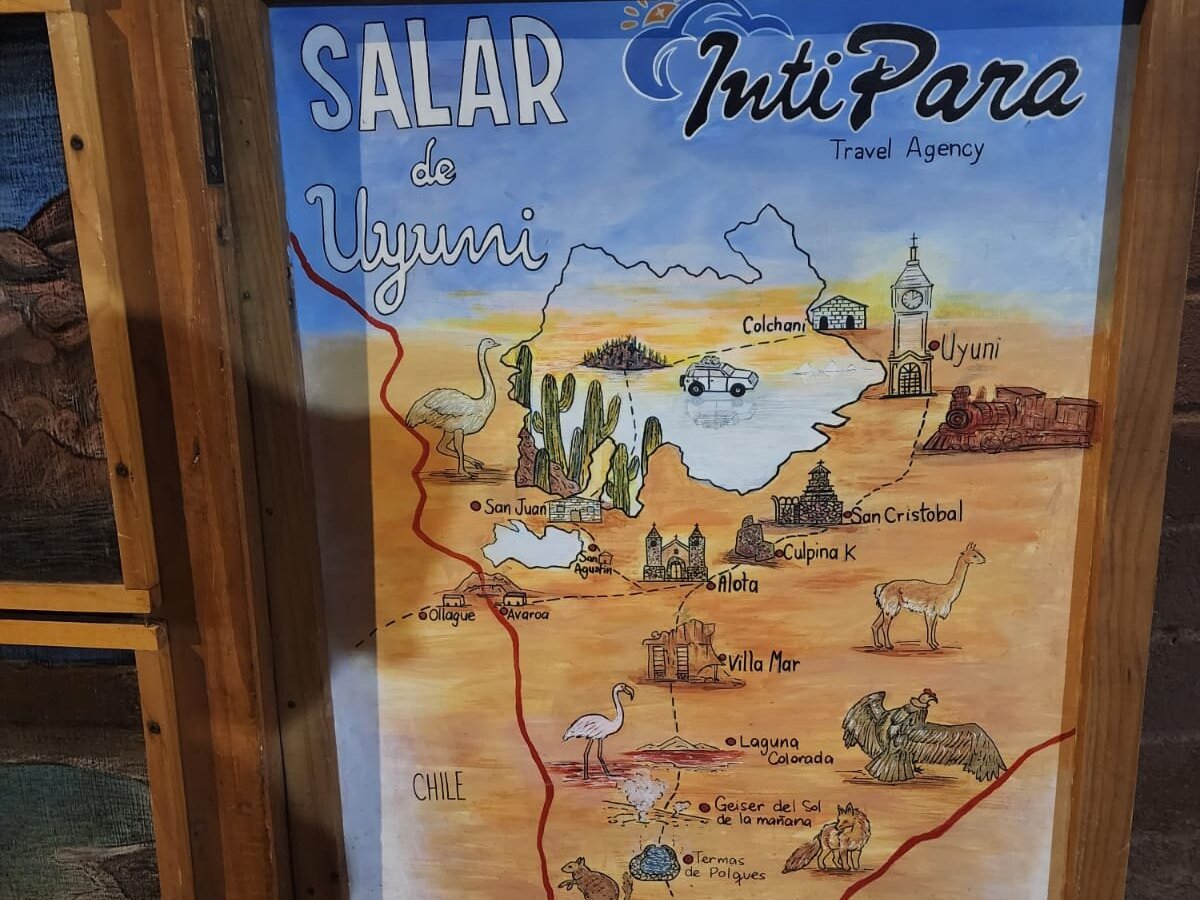 SALAR
de
Uyuni
IntiPara
Travel Agency
Colchani
Uyuni
San Juan
San Cristobal
San
Agustin
Culpina K
Alota
Ollague
Avaroa
Villa Mar
Laguna
Colorada
CHILE
Geiser del Sol
de la mañana
Termas
de Polques